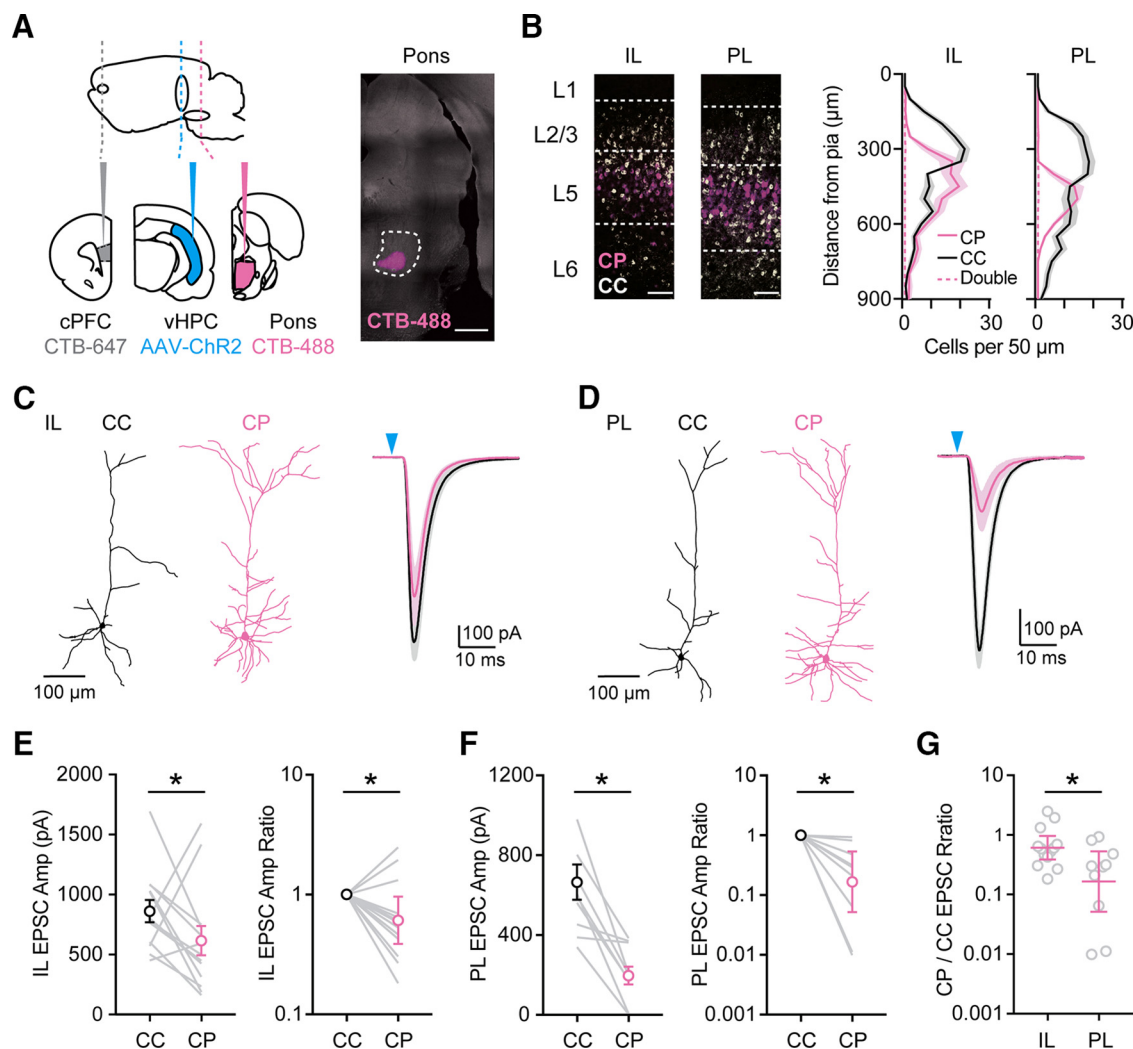 A
Pons
cPFC
vHPC
Pons
CTB-647
AAV-ChR2
CTB-488
CTB-488
B
IL
PL
L1
L2/3
L5
L6
CP
CC
IL
PL
0
300
600
900
Distance from pia (µm)
CP
CC
Double
0
30
0
30
Cells per 50 µm
C
IL
CC
CP
100 µm
100 pA
10 ms
D
PL
CC
CP
100 µm
100 pA
10 ms
E
2000
1500
1000
500
0
IL EPSC Amp (pA)
*
CC
CP
10
1
0.1
IL EPSC Amp Ratio
*
CC
CP
F
1200
800
400
0
PL EPSC Amp (pA)
*
CC
CP
10
1
0.1
0.01
0.001
PL EPSC Amp Ratio
*
CC
CP
G
10
1
0.1
0.01
0.001
CP / CC EPSC Rratio
*
IL
PL